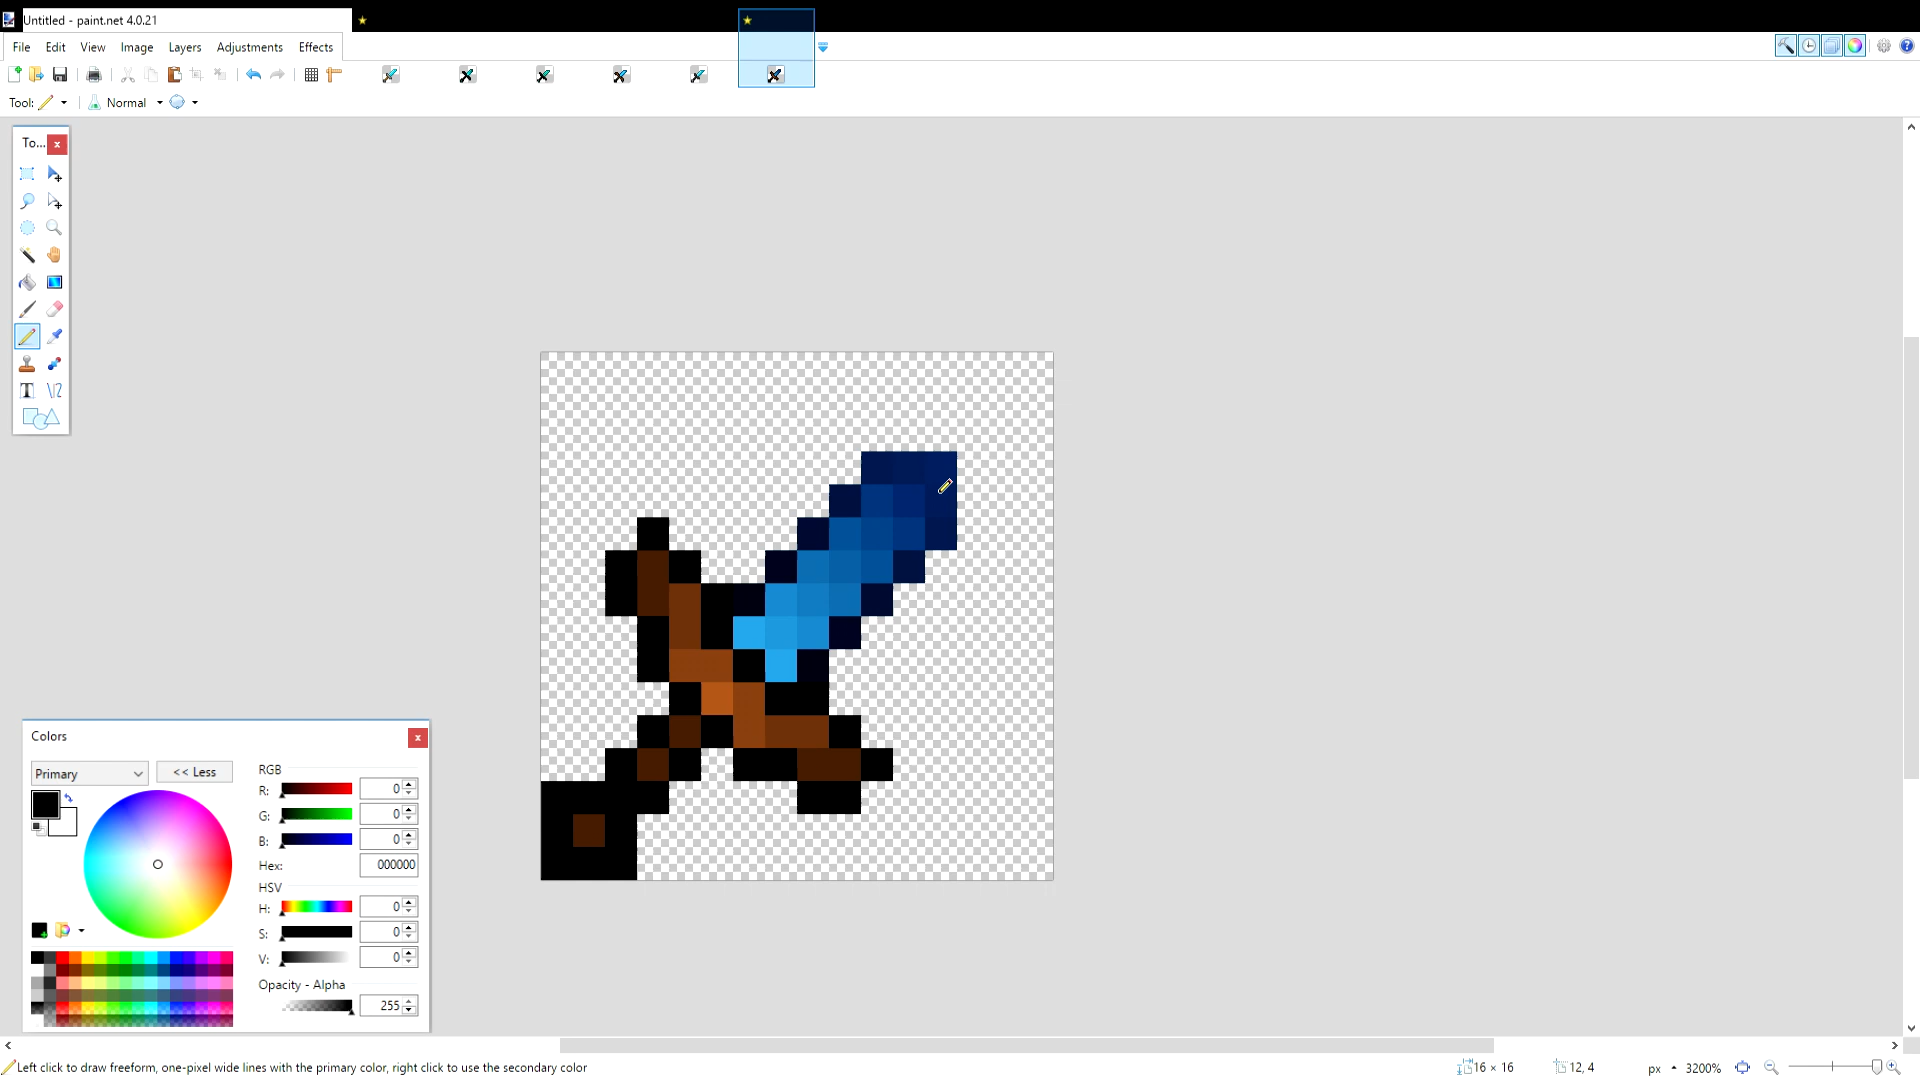 Untitled - paint.net 4.0.21
File Edit View Image Layers Adjustments Effects
Tool: Normal
To...
Colors
Primary << Less
RGB
R: 0
G: 0
B: 0
Hex: 000000
HSV
H: 0
S: 0
V: 0
Opacity - Alpha
255
Left click to draw freeform, one-pixel wide lines with the primary color, right click to use the secondary color 16 × 16 12, 4 px 3200%